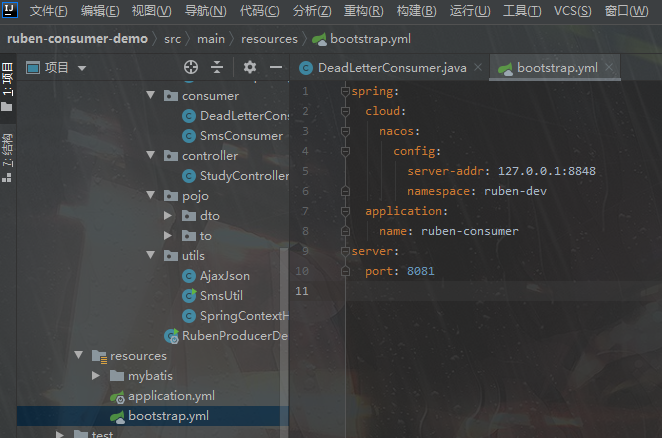 文件(F) 编辑(E) 视图(V) 导航(N) 代码(C) 分析(Z) 重构(R) 构建(B) 运行(U) 工具(T) VCS(S) 窗口(W)
ruben-consumer-demo src main resources bootstrap.yml
1: 项目
7: 结构
项目
consumer
DeadLetterCons
SmsConsumer
controller
StudyController
pojo
dto
to
utils
AjaxJson
SmsUtil
SpringContextH
RubenProducerDe
resources
mybatis
application.yml
bootstrap.yml
test
DeadLetterConsumer.java bootstrap.yml
1 spring:
2 cloud:
3 nacos:
4 config:
5 server-addr: 127.0.0.1:8848
6 namespace: ruben-dev
7 application:
8 name: ruben-consumer
9 server:
10 port: 8081
11